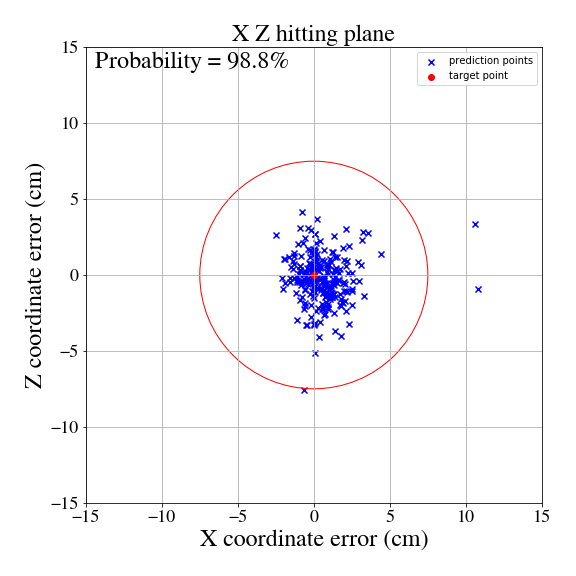 X Z hitting plane
Probability = 98.8%
prediction points
target point
Z coordinate error (cm)
15
10
5
0
−5
−10
−15
−15
−10
−5
0
5
10
15
X coordinate error (cm)